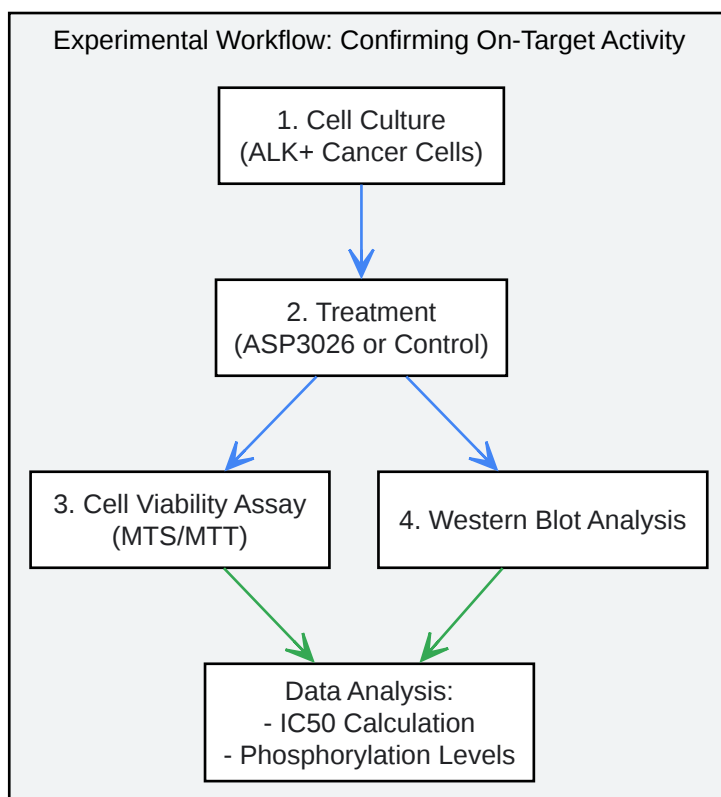 Experimental Workflow: Confirming On-Target Activity
1. Cell Culture
(ALK+ Cancer Cells)
2. Treatment
(ASP3026 or Control)
3. Cell Viability Assay
(MTS/MTT)
4. Western Blot Analysis
Data Analysis:
- IC50 Calculation
- Phosphorylation Levels